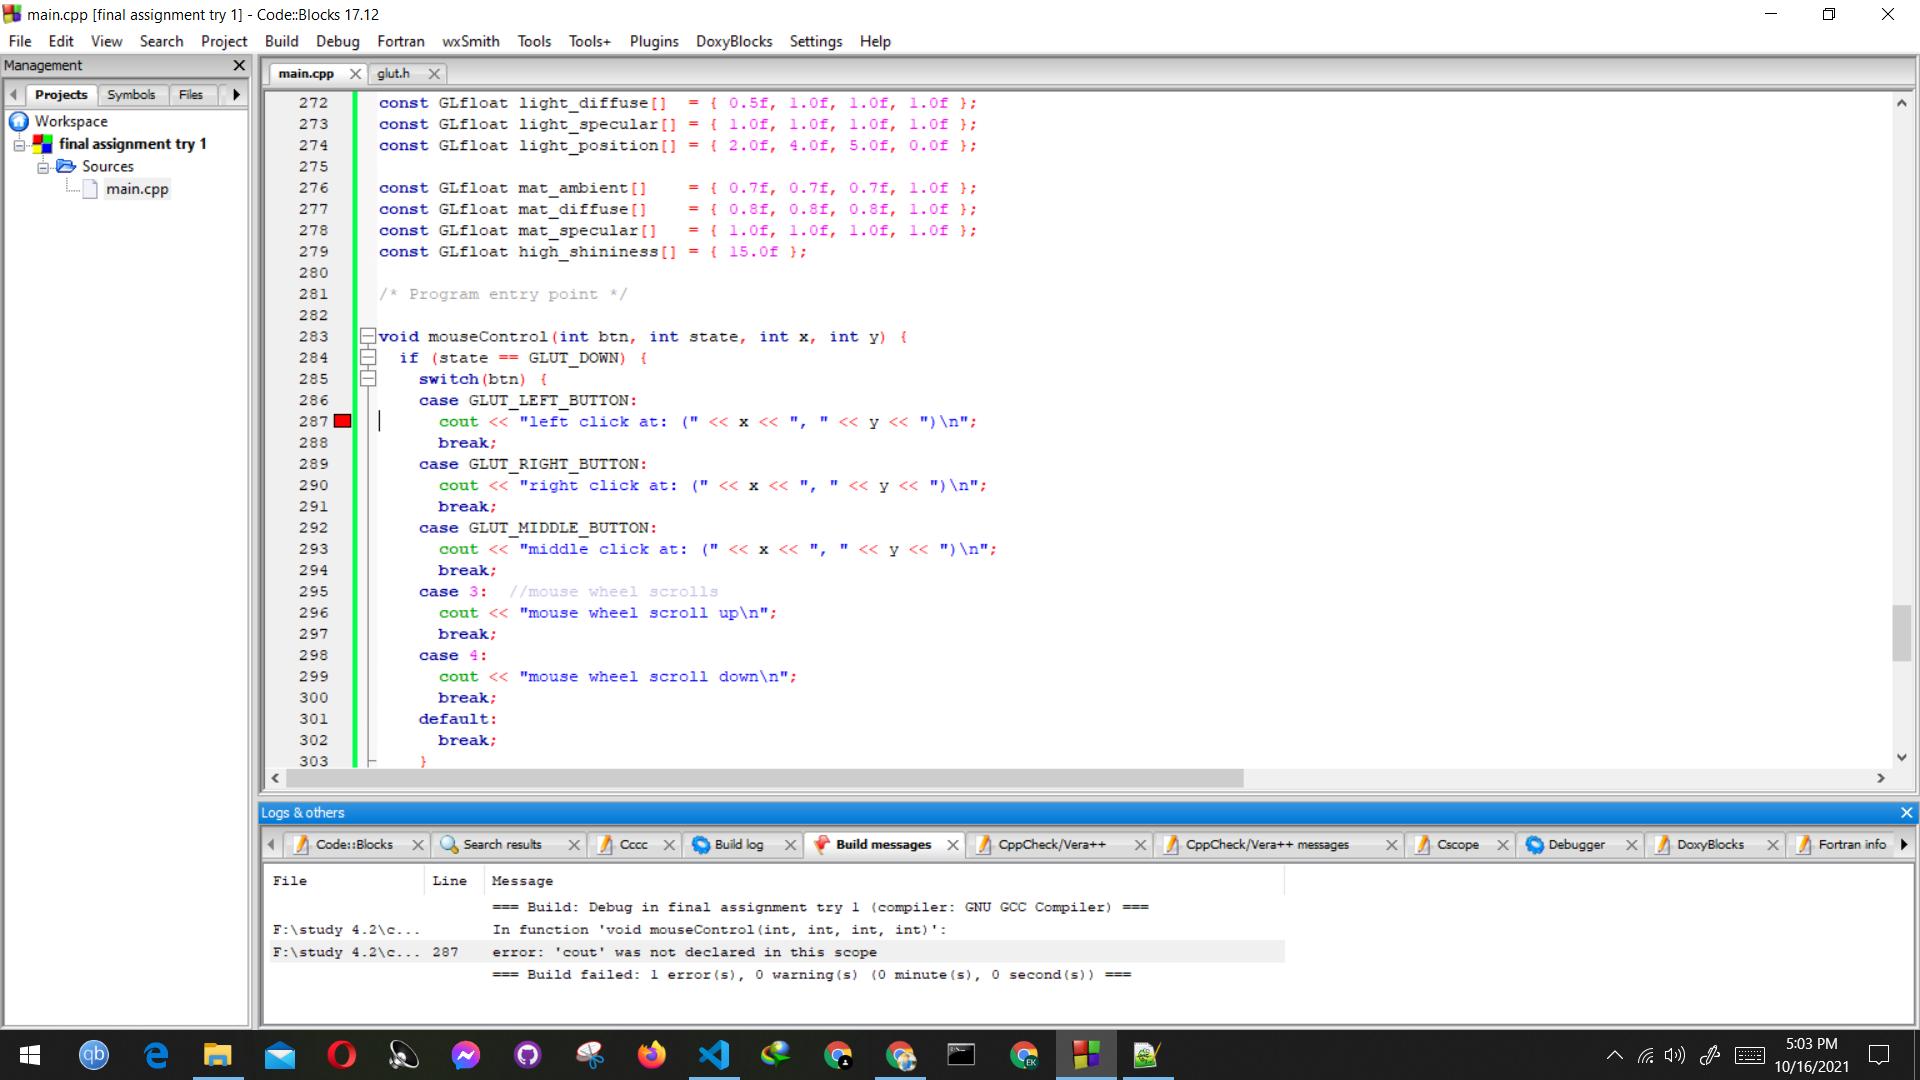 main.cpp [final assignment try 1] - Code::Blocks 17.12
File Edit View Search Project Build Debug Fortran wxSmith Tools Tools+ Plugins DoxyBlocks Settings Help
Management
Projects Symbols Files
Workspace
final assignment try 1
Sources
main.cpp
main.cpp glut.h
272 const GLfloat light_diffuse[]  = { 0.5f, 1.0f, 1.0f, 1.0f };
273 const GLfloat light_specular[] = { 1.0f, 1.0f, 1.0f, 1.0f };
274 const GLfloat light_position[] = { 2.0f, 4.0f, 5.0f, 0.0f };
275
276 const GLfloat mat_ambient[]    = { 0.7f, 0.7f, 0.7f, 1.0f };
277 const GLfloat mat_diffuse[]    = { 0.8f, 0.8f, 0.8f, 1.0f };
278 const GLfloat mat_specular[]   = { 1.0f, 1.0f, 1.0f, 1.0f };
279 const GLfloat high_shininess[] = { 15.0f };
280
281 /* Program entry point */
282
283 void mouseControl(int btn, int state, int x, int y) {
284   if (state == GLUT_DOWN) {
285     switch(btn) {
286     case GLUT_LEFT_BUTTON:
287       cout << "left click at: (" << x << ", " << y << ")\n";
288       break;
289     case GLUT_RIGHT_BUTTON:
290       cout << "right click at: (" << x << ", " << y << ")\n";
291       break;
292     case GLUT_MIDDLE_BUTTON:
293       cout << "middle click at: (" << x << ", " << y << ")\n";
294       break;
295     case 3:  //mouse wheel scrolls
296       cout << "mouse wheel scroll up\n";
297       break;
298     case 4:
299       cout << "mouse wheel scroll down\n";
300       break;
301     default:
302       break;
303     }
Logs & others
Code::Blocks Search results Cccc Build log Build messages CppCheck/Vera++ CppCheck/Vera++ messages Cscope Debugger DoxyBlocks Fortran info
File Line Message
=== Build: Debug in final assignment try 1 (compiler: GNU GCC Compiler) ===
F:\study 4.2\c... In function 'void mouseControl(int, int, int, int)':
F:\study 4.2\c... 287 error: 'cout' was not declared in this scope
=== Build failed: 1 error(s), 0 warning(s) (0 minute(s), 0 second(s)) ===
qb
EK
5:03 PM
10/16/2021